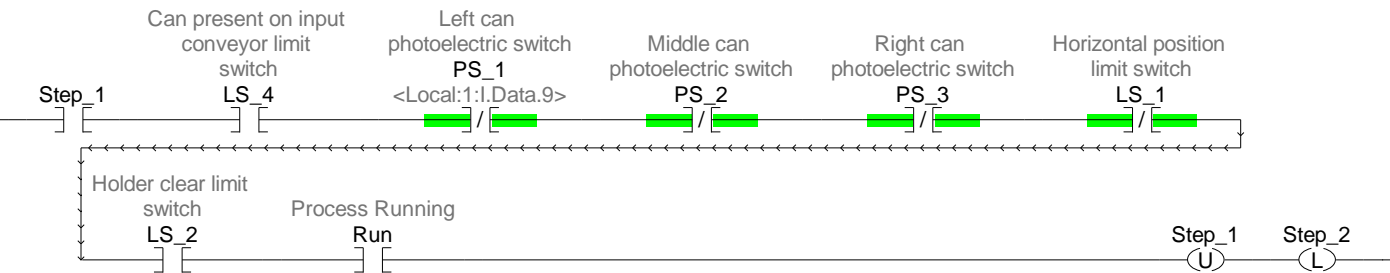 Can present on input
conveyor limit
switch
Left can
photoelectric switch
Middle can
photoelectric switch
Right can
photoelectric switch
Horizontal position
limit switch
Step_1
LS_4
PS_1
<Local:1:I.Data.9>
PS_2
PS_3
LS_1
/
/
/
/
Holder clear limit
switch
LS_2
Process Running
Run
Step_1
U
Step_2
L